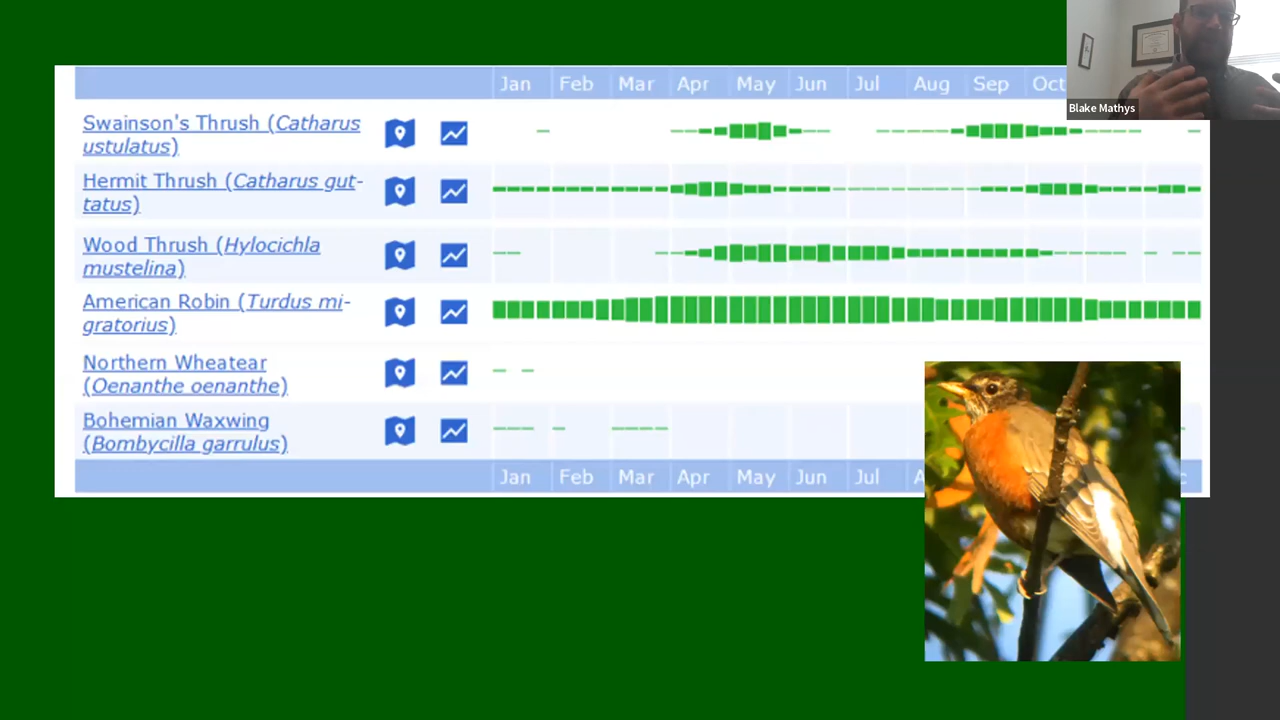 Jan Feb Mar Apr May Jun Jul Aug Sep Oct
Blake Mathys
Swainson's Thrush (Catharus
ustulatus)
Hermit Thrush (Catharus gut-
tatus)
Wood Thrush (Hylocichla
mustelina)
American Robin (Turdus mi-
gratorius)
Northern Wheatear
(Oenanthe oenanthe)
Bohemian Waxwing
(Bombycilla garrulus)
Jan Feb Mar Apr May Jun Jul